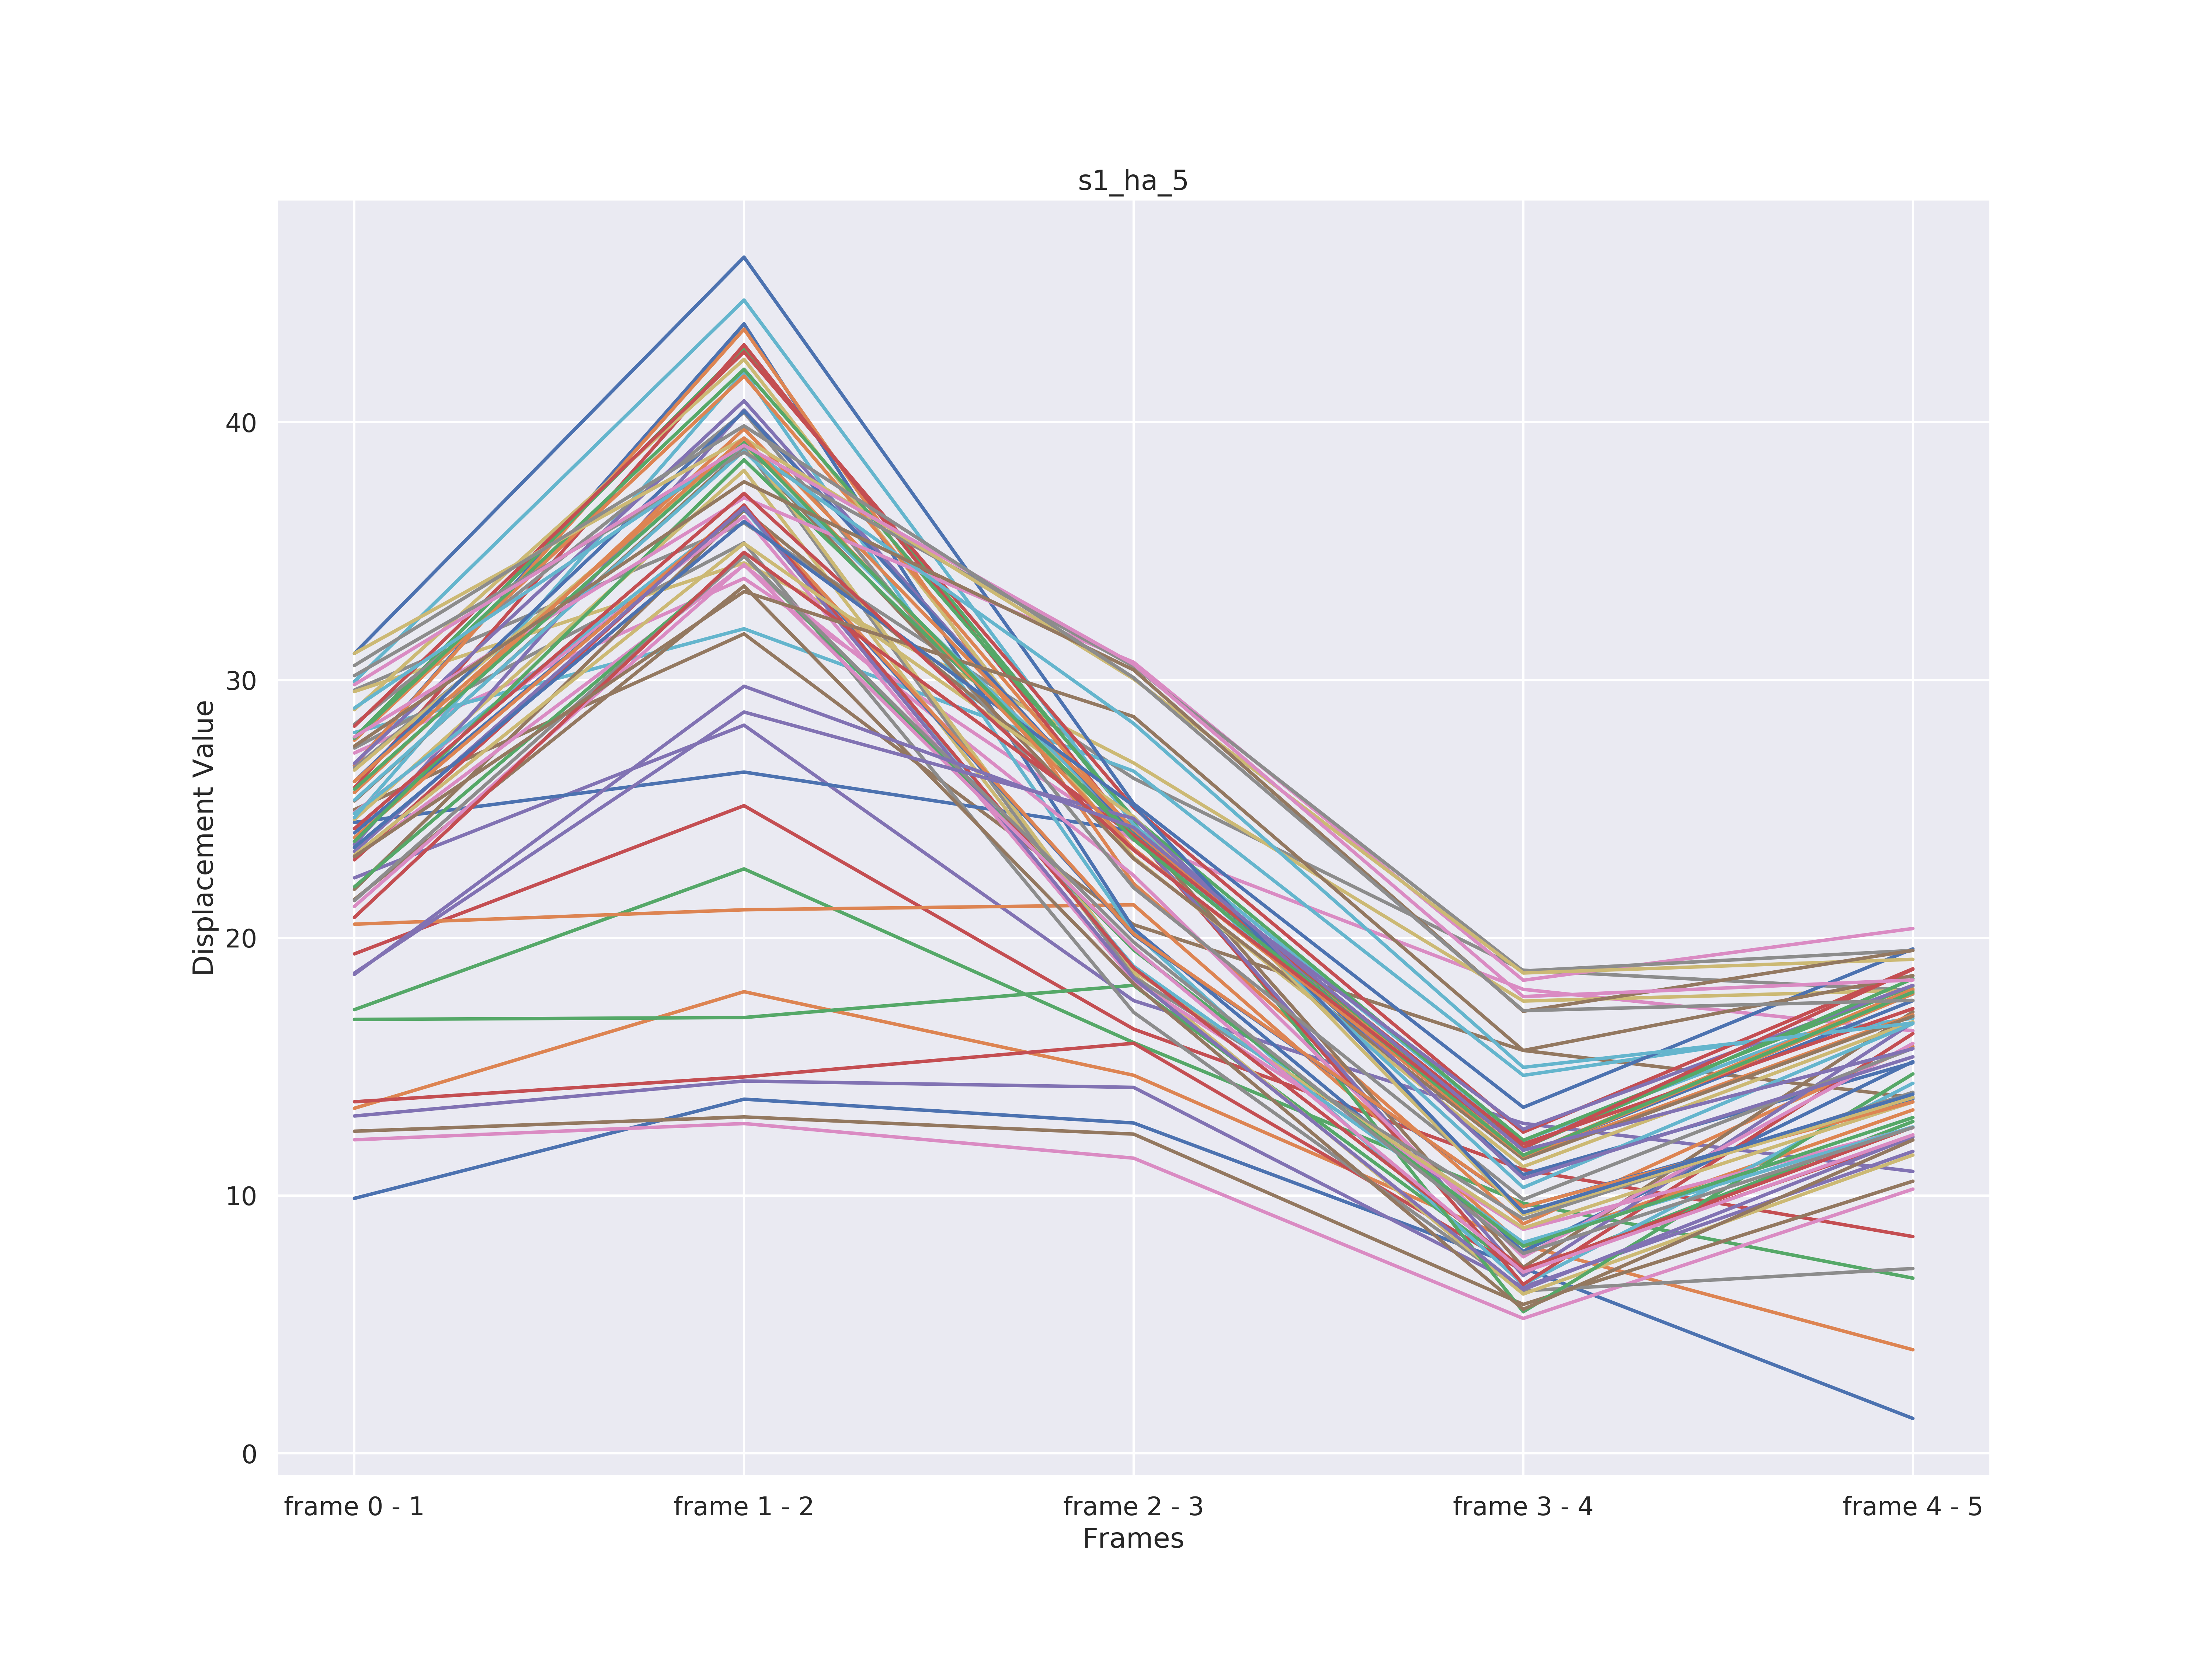 s1_ha_5
Displacement Value
40
30
20
10
0
frame 0 - 1
frame 1 - 2
frame 2 - 3
frame 3 - 4
frame 4 - 5
Frames